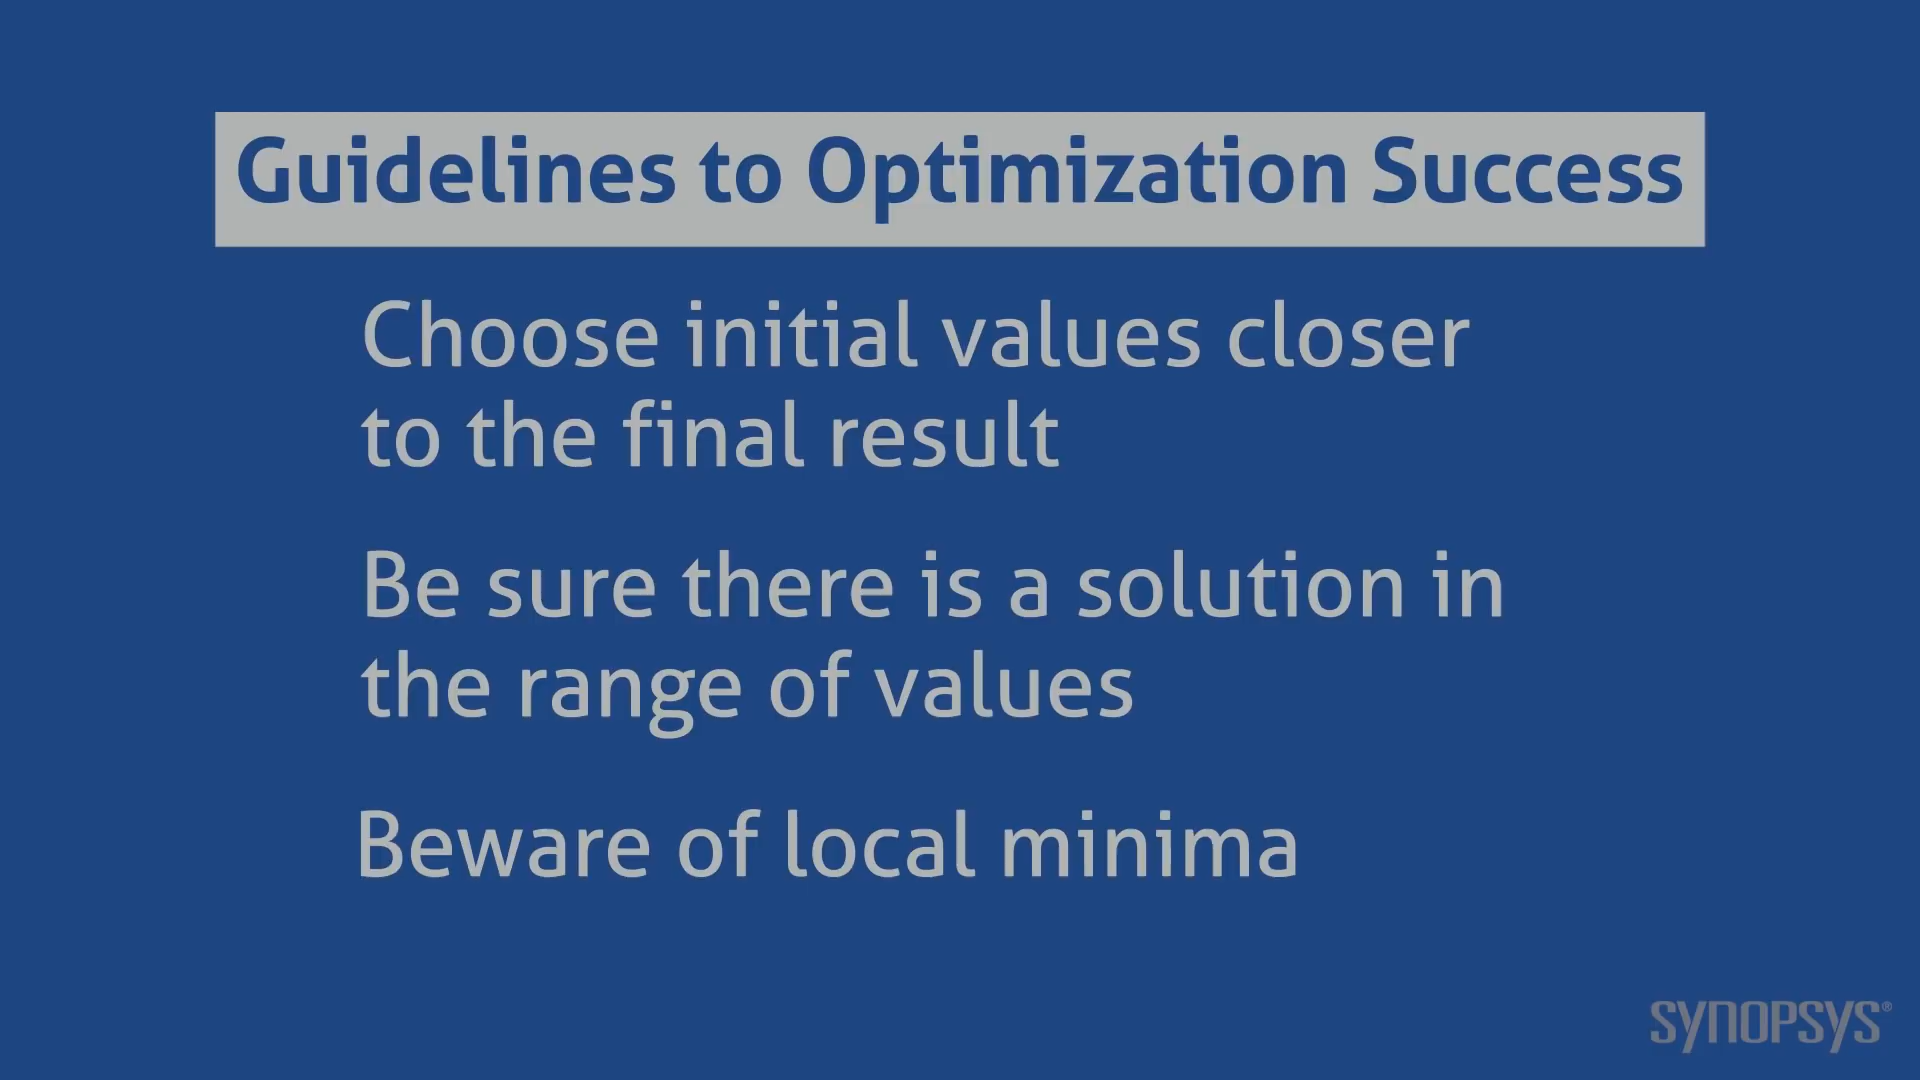 Guidelines to Optimization Success
Choose initial values closer
to the final result
Be sure there is a solution in
the range of values
Beware of local minima
SYNOPSYS®